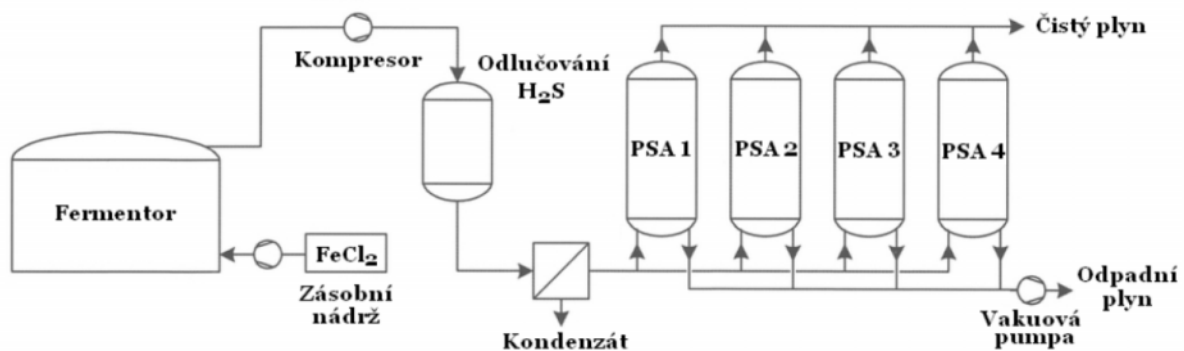 Kompresor
Odlučování
H₂S
Čistý plyn
PSA 1
PSA 2
PSA 3
PSA 4
Fermentor
FeCl₂
Zásobní
nádrž
Kondenzát
Odpadní
plyn
Vakuová
pumpa